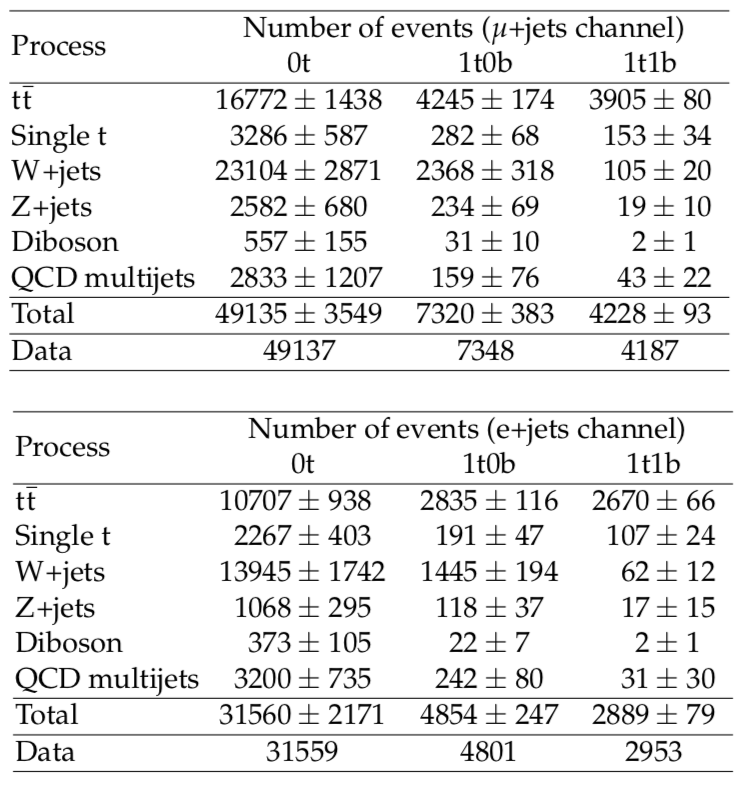 Process Number of events (μ+jets channel)
0t 1t0b 1t1b
tt̄ 16772 ± 1438 4245 ± 174 3905 ± 80
Single t 3286 ± 587 282 ± 68 153 ± 34
W+jets 23104 ± 2871 2368 ± 318 105 ± 20
Z+jets 2582 ± 680 234 ± 69 19 ± 10
Diboson 557 ± 155 31 ± 10 2 ± 1
QCD multijets 2833 ± 1207 159 ± 76 43 ± 22
Total 49135 ± 3549 7320 ± 383 4228 ± 93
Data 49137 7348 4187
Process Number of events (e+jets channel)
0t 1t0b 1t1b
tt̄ 10707 ± 938 2835 ± 116 2670 ± 66
Single t 2267 ± 403 191 ± 47 107 ± 24
W+jets 13945 ± 1742 1445 ± 194 62 ± 12
Z+jets 1068 ± 295 118 ± 37 17 ± 15
Diboson 373 ± 105 22 ± 7 2 ± 1
QCD multijets 3200 ± 735 242 ± 80 31 ± 30
Total 31560 ± 2171 4854 ± 247 2889 ± 79
Data 31559 4801 2953